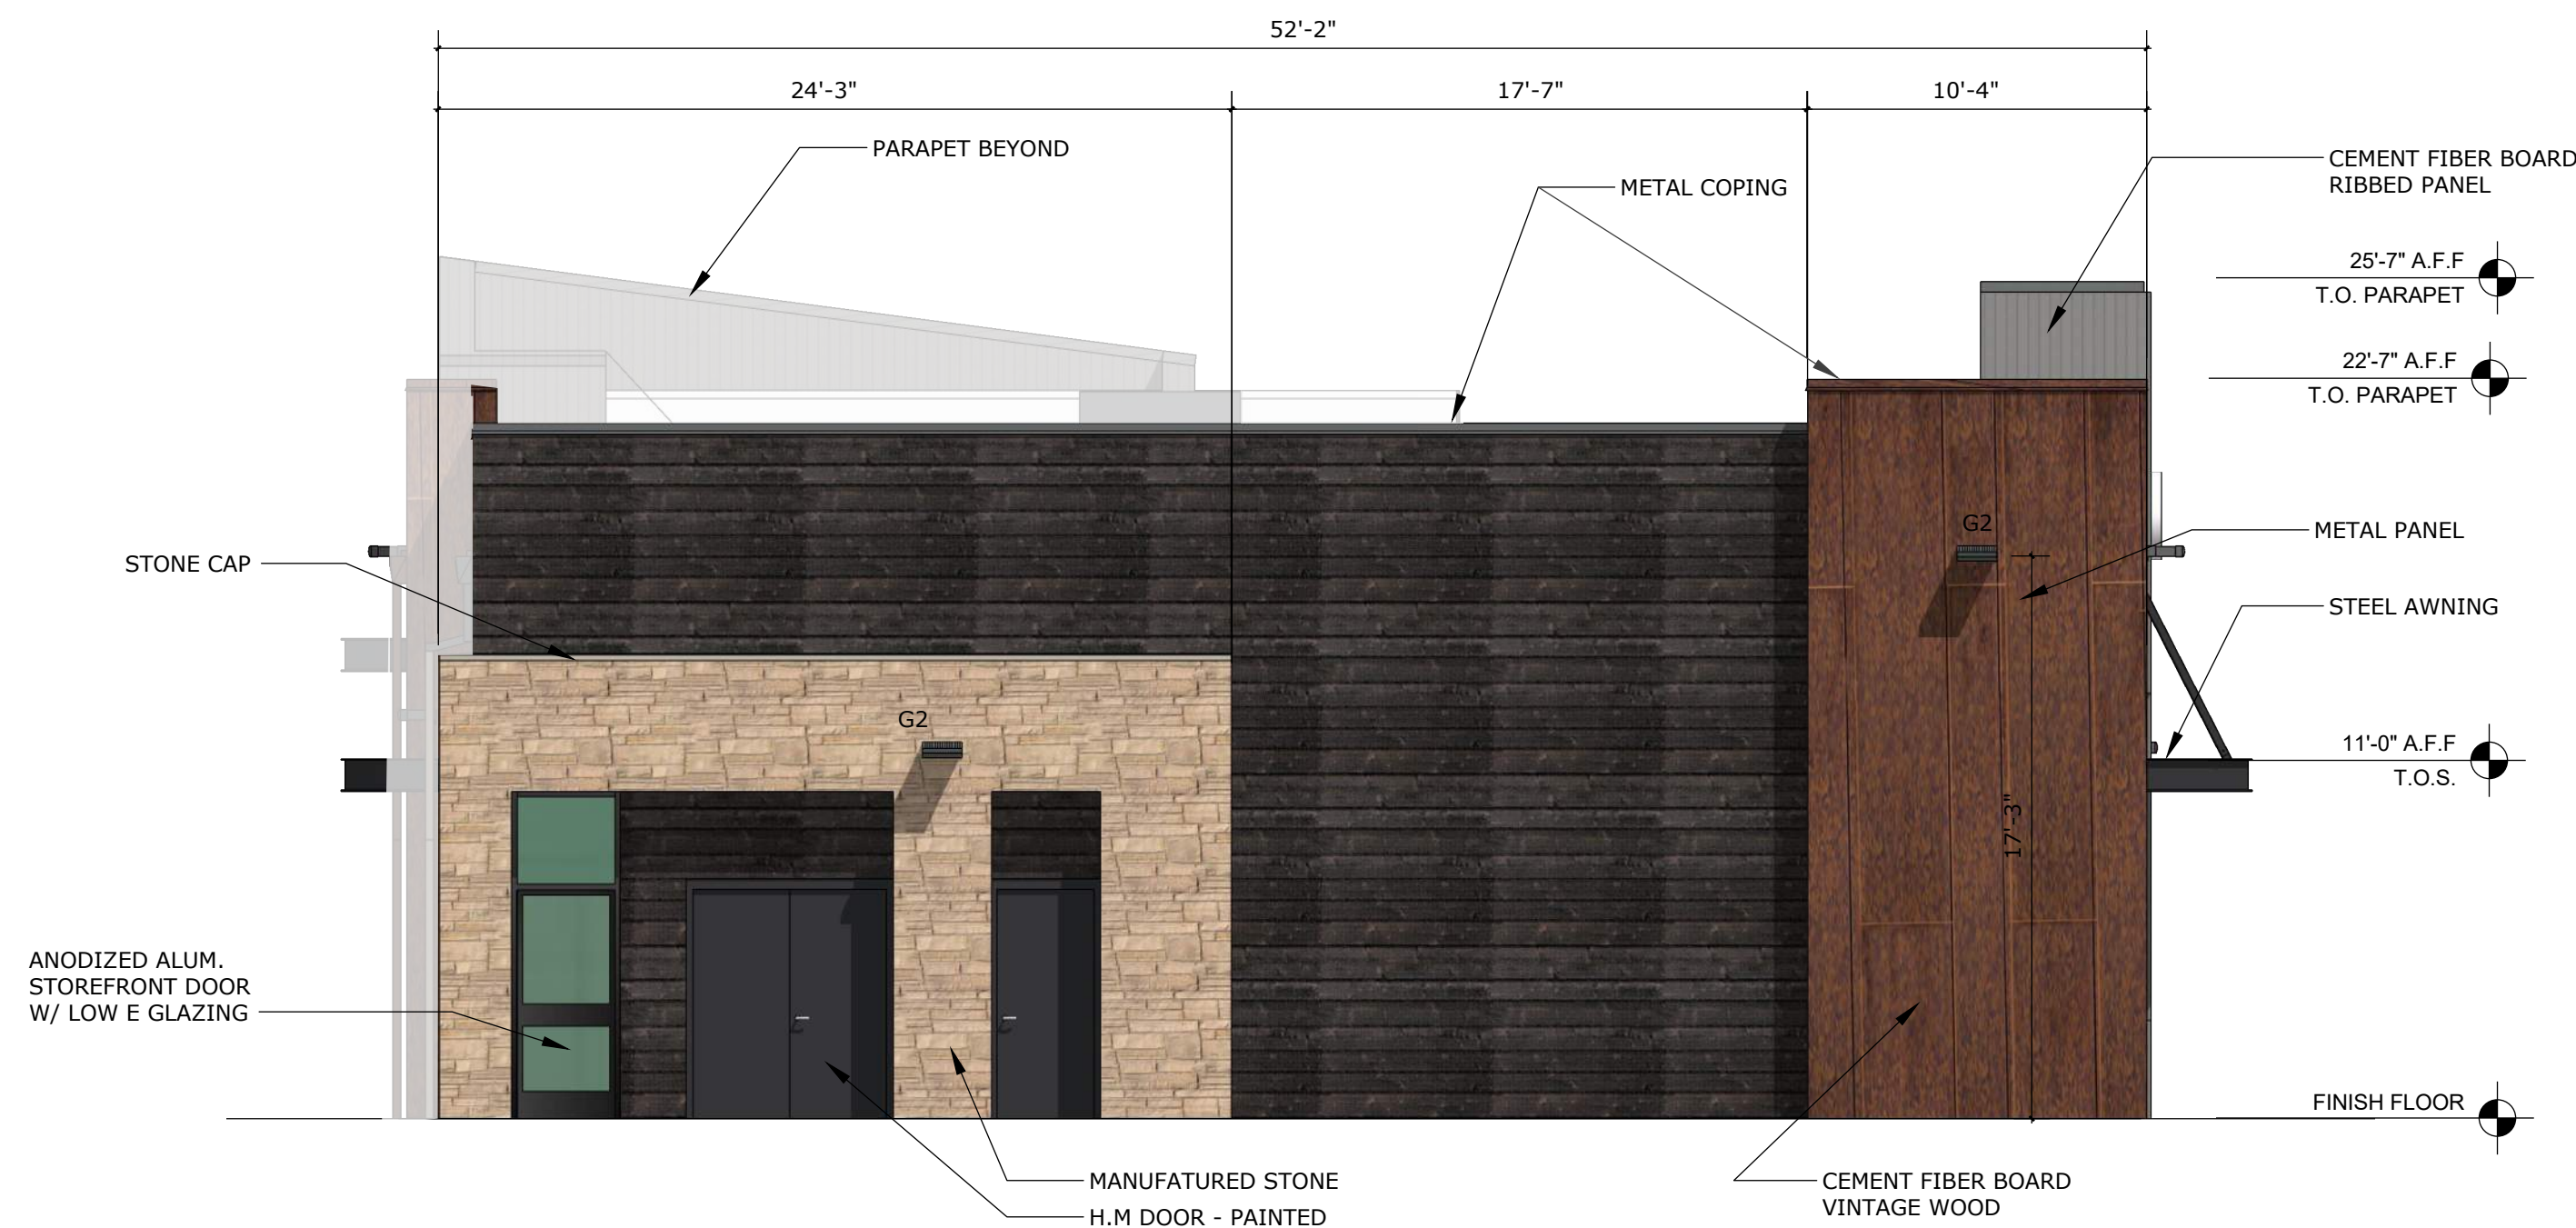 52'-2"
24'-3"
17'-7"
10'-4"
PARAPET BEYOND
CEMENT FIBER BOARD
RIBBED PANEL
METAL COPING
25'-7" A.F.F
T.O. PARAPET
22'-7" A.F.F
T.O. PARAPET
G2
METAL PANEL
STONE CAP
STEEL AWNING
G2
11'-0" A.F.F
T.O.S.
17'-3"
ANODIZED ALUM.
STOREFRONT DOOR
W/ LOW E GLAZING
FINISH FLOOR
MANUFATURED STONE
H.M DOOR - PAINTED
CEMENT FIBER BOARD
VINTAGE WOOD